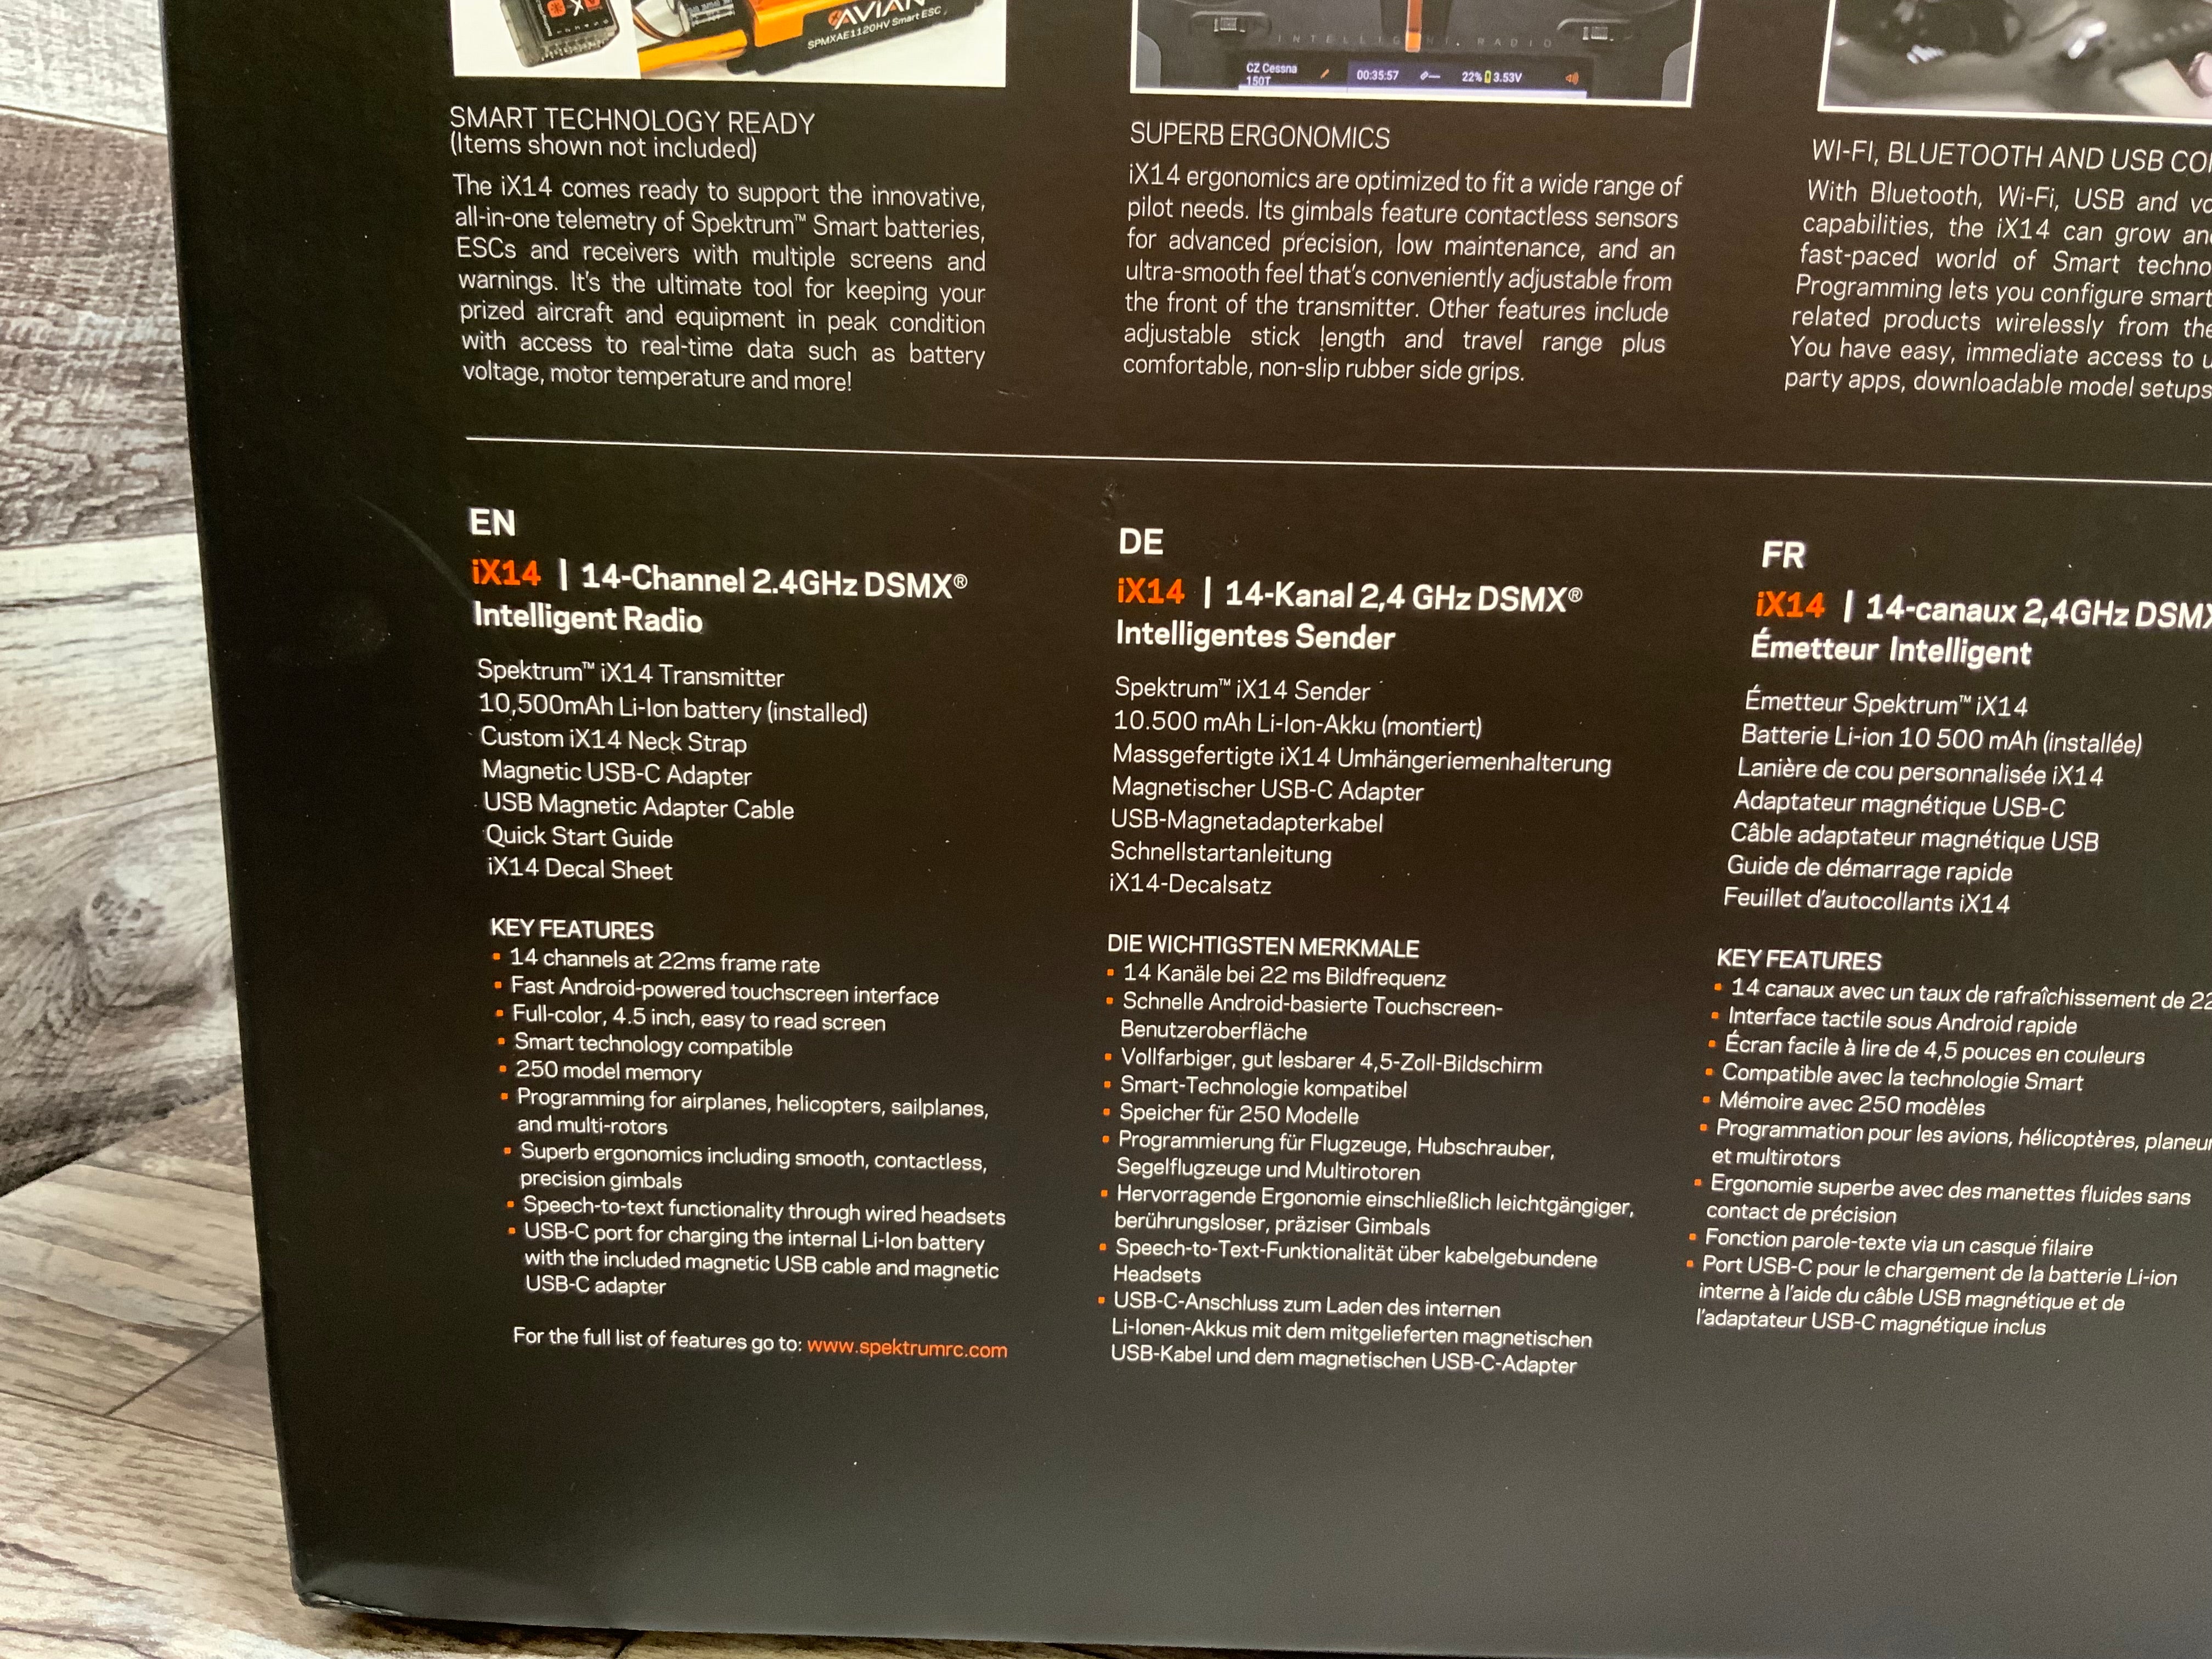 AVIAN
SPMXAE1120HV Smart ESC
INTELLIGENT RADIO
CZ Cessna
150T
00:35:57
22% 3.53V
SMART TECHNOLOGY READY
(Items shown not included)
The iX14 comes ready to support the innovative,
all-in-one telemetry of Spektrum™ Smart batteries,
ESCs and receivers with multiple screens and
warnings. It's the ultimate tool for keeping your
prized aircraft and equipment in peak condition
with access to real-time data such as battery
voltage, motor temperature and more!
SUPERB ERGONOMICS
iX14 ergonomics are optimized to fit a wide range of
pilot needs. Its gimbals feature contactless sensors
for advanced precision, low maintenance, and an
ultra-smooth feel that's conveniently adjustable from
the front of the transmitter. Other features include
adjustable stick length and travel range plus
comfortable, non-slip rubber side grips.
WI-FI, BLUETOOTH AND USB
With Bluetooth, Wi-Fi, USB and
capabilities, the iX14 can grow
fast-paced world of Smart
Programming lets you configure smart
related products wirelessly from the
You have easy, immediate access to
party apps, downloadable model setups
EN
iX14 | 14-Channel 2.4GHz DSMX®
Intelligent Radio
Spektrum™ iX14 Transmitter
10,500mAh Li-Ion battery (installed)
Custom iX14 Neck Strap
Magnetic USB-C Adapter
USB Magnetic Adapter Cable
Quick Start Guide
iX14 Decal Sheet
KEY FEATURES
▪ 14 channels at 22ms frame rate
▪ Fast Android-powered touchscreen interface
▪ Full-color, 4.5 inch, easy to read screen
▪ Smart technology compatible
▪ 250 model memory
▪ Programming for airplanes, helicopters, sailplanes,
and multi-rotors
▪ Superb ergonomics including smooth, contactless,
precision gimbals
▪ Speech-to-text functionality through wired headsets
▪ USB-C port for charging the internal Li-Ion battery
with the included magnetic USB cable and magnetic
USB-C adapter
For the full list of features go to: www.spektrumrc.com
DE
iX14 | 14-Kanal 2,4 GHz DSMX®
Intelligentes Sender
Spektrum™ iX14 Sender
10.500 mAh Li-Ion-Akku (montiert)
Massgefertigte iX14 Umhängeriemenhalterung
Magnetischer USB-C Adapter
USB-Magnetadapterkabel
Schnellstartanleitung
iX14-Decalsatz
DIE WICHTIGSTEN MERKMALE
▪ 14 Kanäle bei 22 ms Bildfrequenz
▪ Schnelle Android-basierte Touchscreen-
Benutzeroberfläche
▪ Vollfarbiger, gut lesbarer 4,5-Zoll-Bildschirm
▪ Smart-Technologie kompatibel
▪ Speicher für 250 Modelle
▪ Programmierung für Flugzeuge, Hubschrauber,
Segelflugzeuge und Multirotoren
▪ Hervorragende Ergonomie einschließlich leichtgängiger,
berührungsloser, präziser Gimbals
▪ Speech-to-Text-Funktionalität über kabelgebundene
Headsets
▪ USB-C-Anschluss zum Laden des internen
Li-Ionen-Akkus mit dem mitgelieferten magnetischen
USB-Kabel und dem magnetischen USB-C-Adapter
FR
iX14 | 14-canaux 2,4GHz DSMX
Émetteur Intelligent
Émetteur Spektrum™ iX14
Batterie Li-ion 10 500 mAh (installée)
Lanière de cou personnalisée iX14
Adaptateur magnétique USB-C
Câble adaptateur magnétique USB
Guide de démarrage rapide
Feuillet d'autocollants iX14
KEY FEATURES
▪ 14 canaux avec un taux de rafraîchissement de 22
▪ Interface tactile sous Android rapide
▪ Écran facile à lire de 4,5 pouces en couleurs
▪ Compatible avec la technologie Smart
▪ Mémoire avec 250 modèles
▪ Programmation pour les avions, hélicoptères, planeur
et multirotors
▪ Ergonomie superbe avec des manettes fluides sans
contact de précision
▪ Fonction parole-texte via un casque filaire
▪ Port USB-C pour le chargement de la batterie Li-ion
interne à l'aide du câble USB magnétique et de
l'adaptateur USB-C magnétique inclus